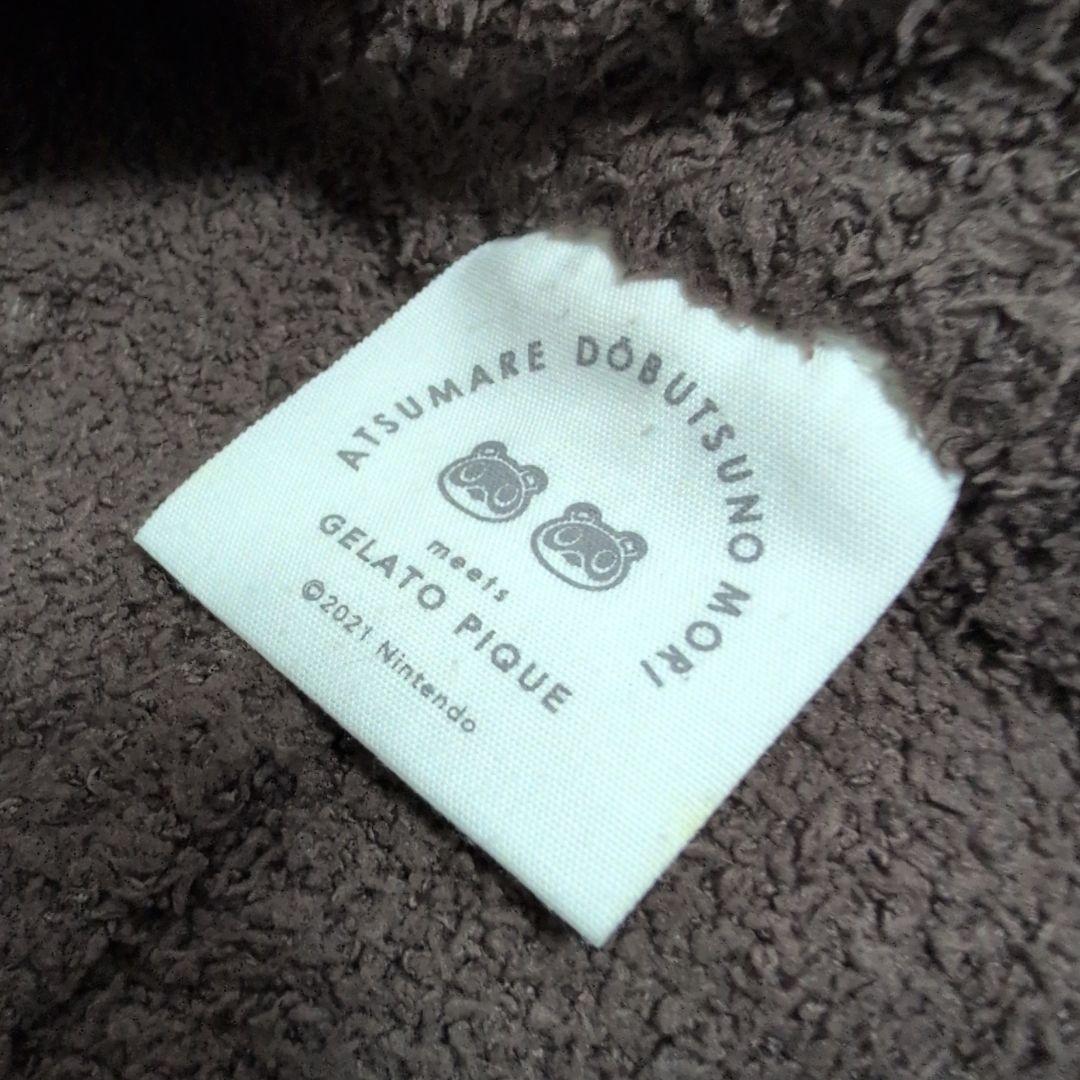 ATSUMARE DŌBUTSUNO MORI
meets
GELATO PIQUE
©2021 Nintendo